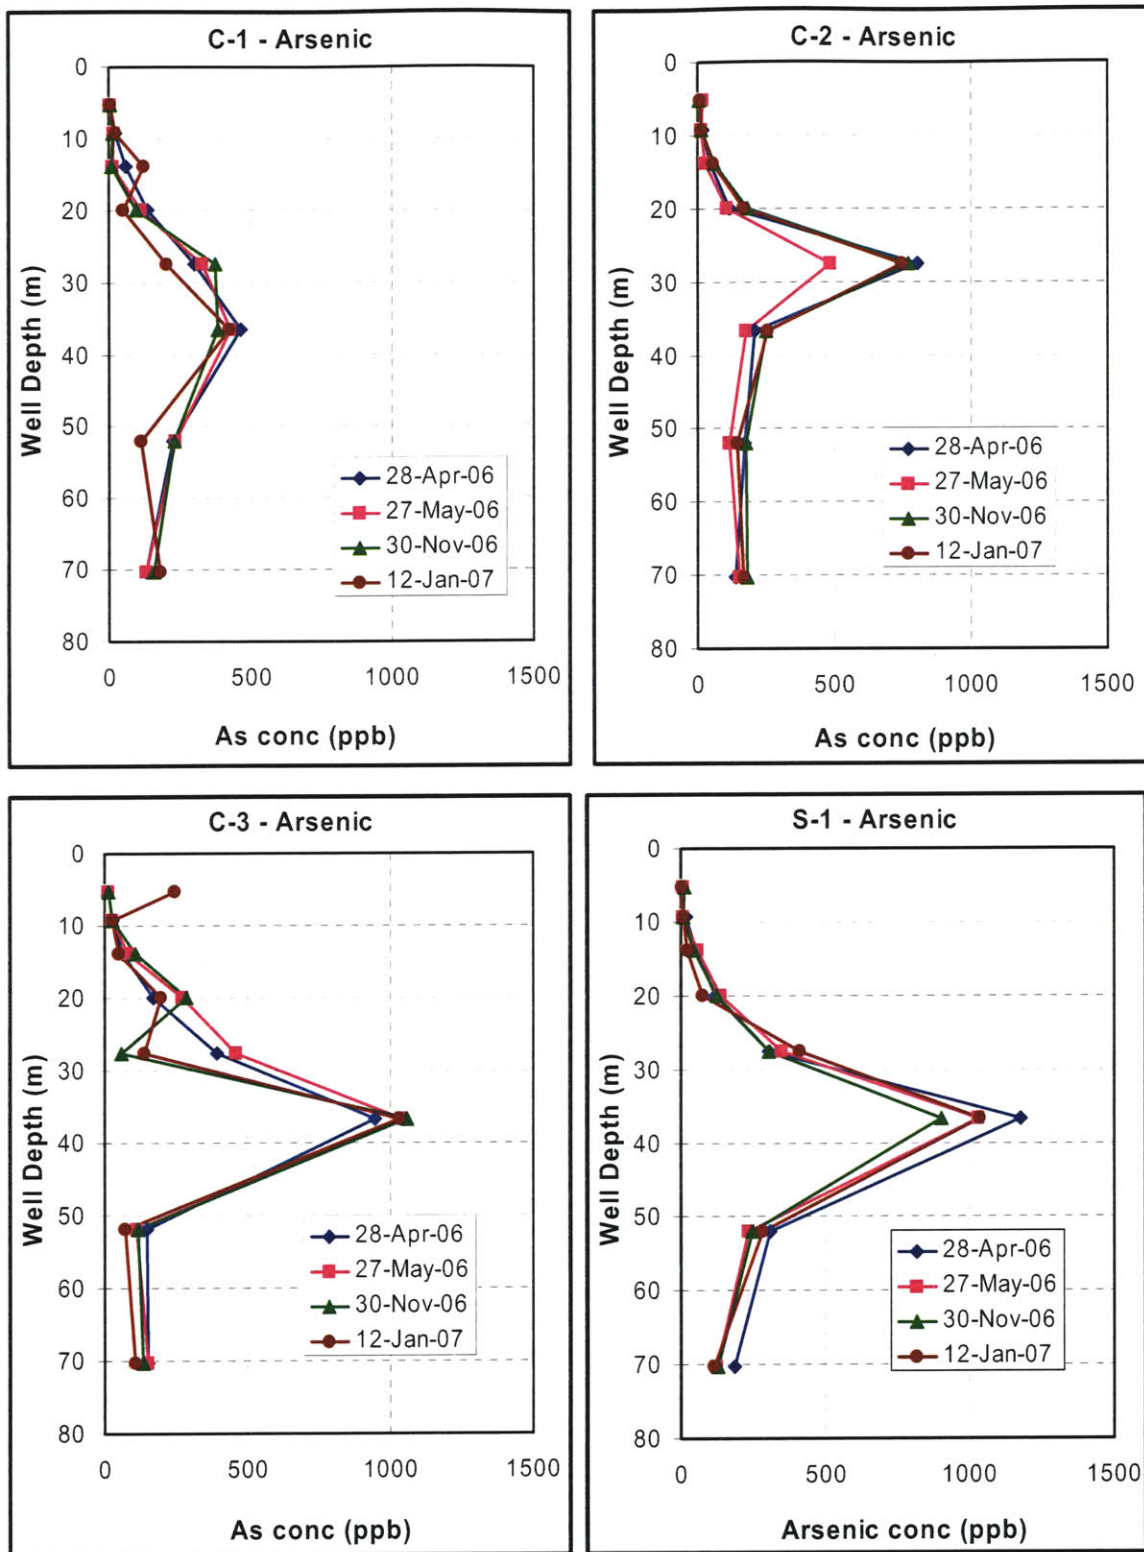 C-1 - Arsenic
0
10
20
30
40
50
60
70
80
Well Depth (m)
28-Apr-06
27-May-06
30-Nov-06
12-Jan-07
0 500 1000 1500
As conc (ppb)
C-2 - Arsenic
0
10
20
30
40
50
60
70
80
Well Depth (m)
28-Apr-06
27-May-06
30-Nov-06
12-Jan-07
0 500 1000 1500
As conc (ppb)
C-3 - Arsenic
0
10
20
30
40
50
60
70
80
Well Depth (m)
28-Apr-06
27-May-06
30-Nov-06
12-Jan-07
0 500 1000 1500
As conc (ppb)
S-1 - Arsenic
0
10
20
30
40
50
60
70
80
Well Depth (m)
28-Apr-06
27-May-06
30-Nov-06
12-Jan-07
0 500 1000 1500
Arsenic conc (ppb)